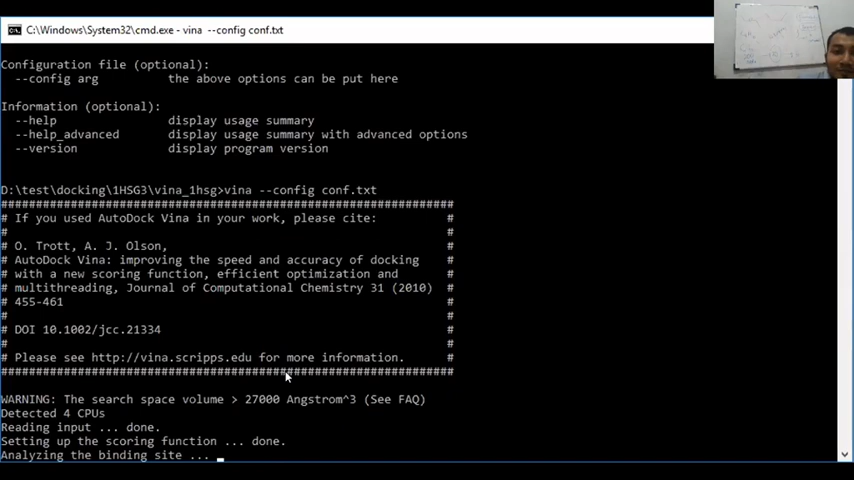 C:\Windows\System32\cmd.exe - vina --config conf.txt
Configuration file (optional):
--config arg the above options can be put here
Information (optional):
--help display usage summary
--help_advanced display usage summary with advanced options
--version display program version
D:\test\docking\1HSG3\vina_1hsg>vina --config conf.txt
#################################################################
# If you used AutoDock Vina in your work, please cite: #
# #
# O. Trott, A. J. Olson, #
# AutoDock Vina: improving the speed and accuracy of docking #
# with a new scoring function, efficient optimization and #
# multithreading, Journal of Computational Chemistry 31 (2010) #
# 455-461 #
# #
# DOI 10.1002/jcc.21334 #
# #
# Please see http://vina.scripps.edu for more information. #
#################################################################
WARNING: The search space volume > 27000 Angstrom^3 (See FAQ)
Detected 4 CPUs
Reading input ... done.
Setting up the scoring function ... done.
Analyzing the binding site ...